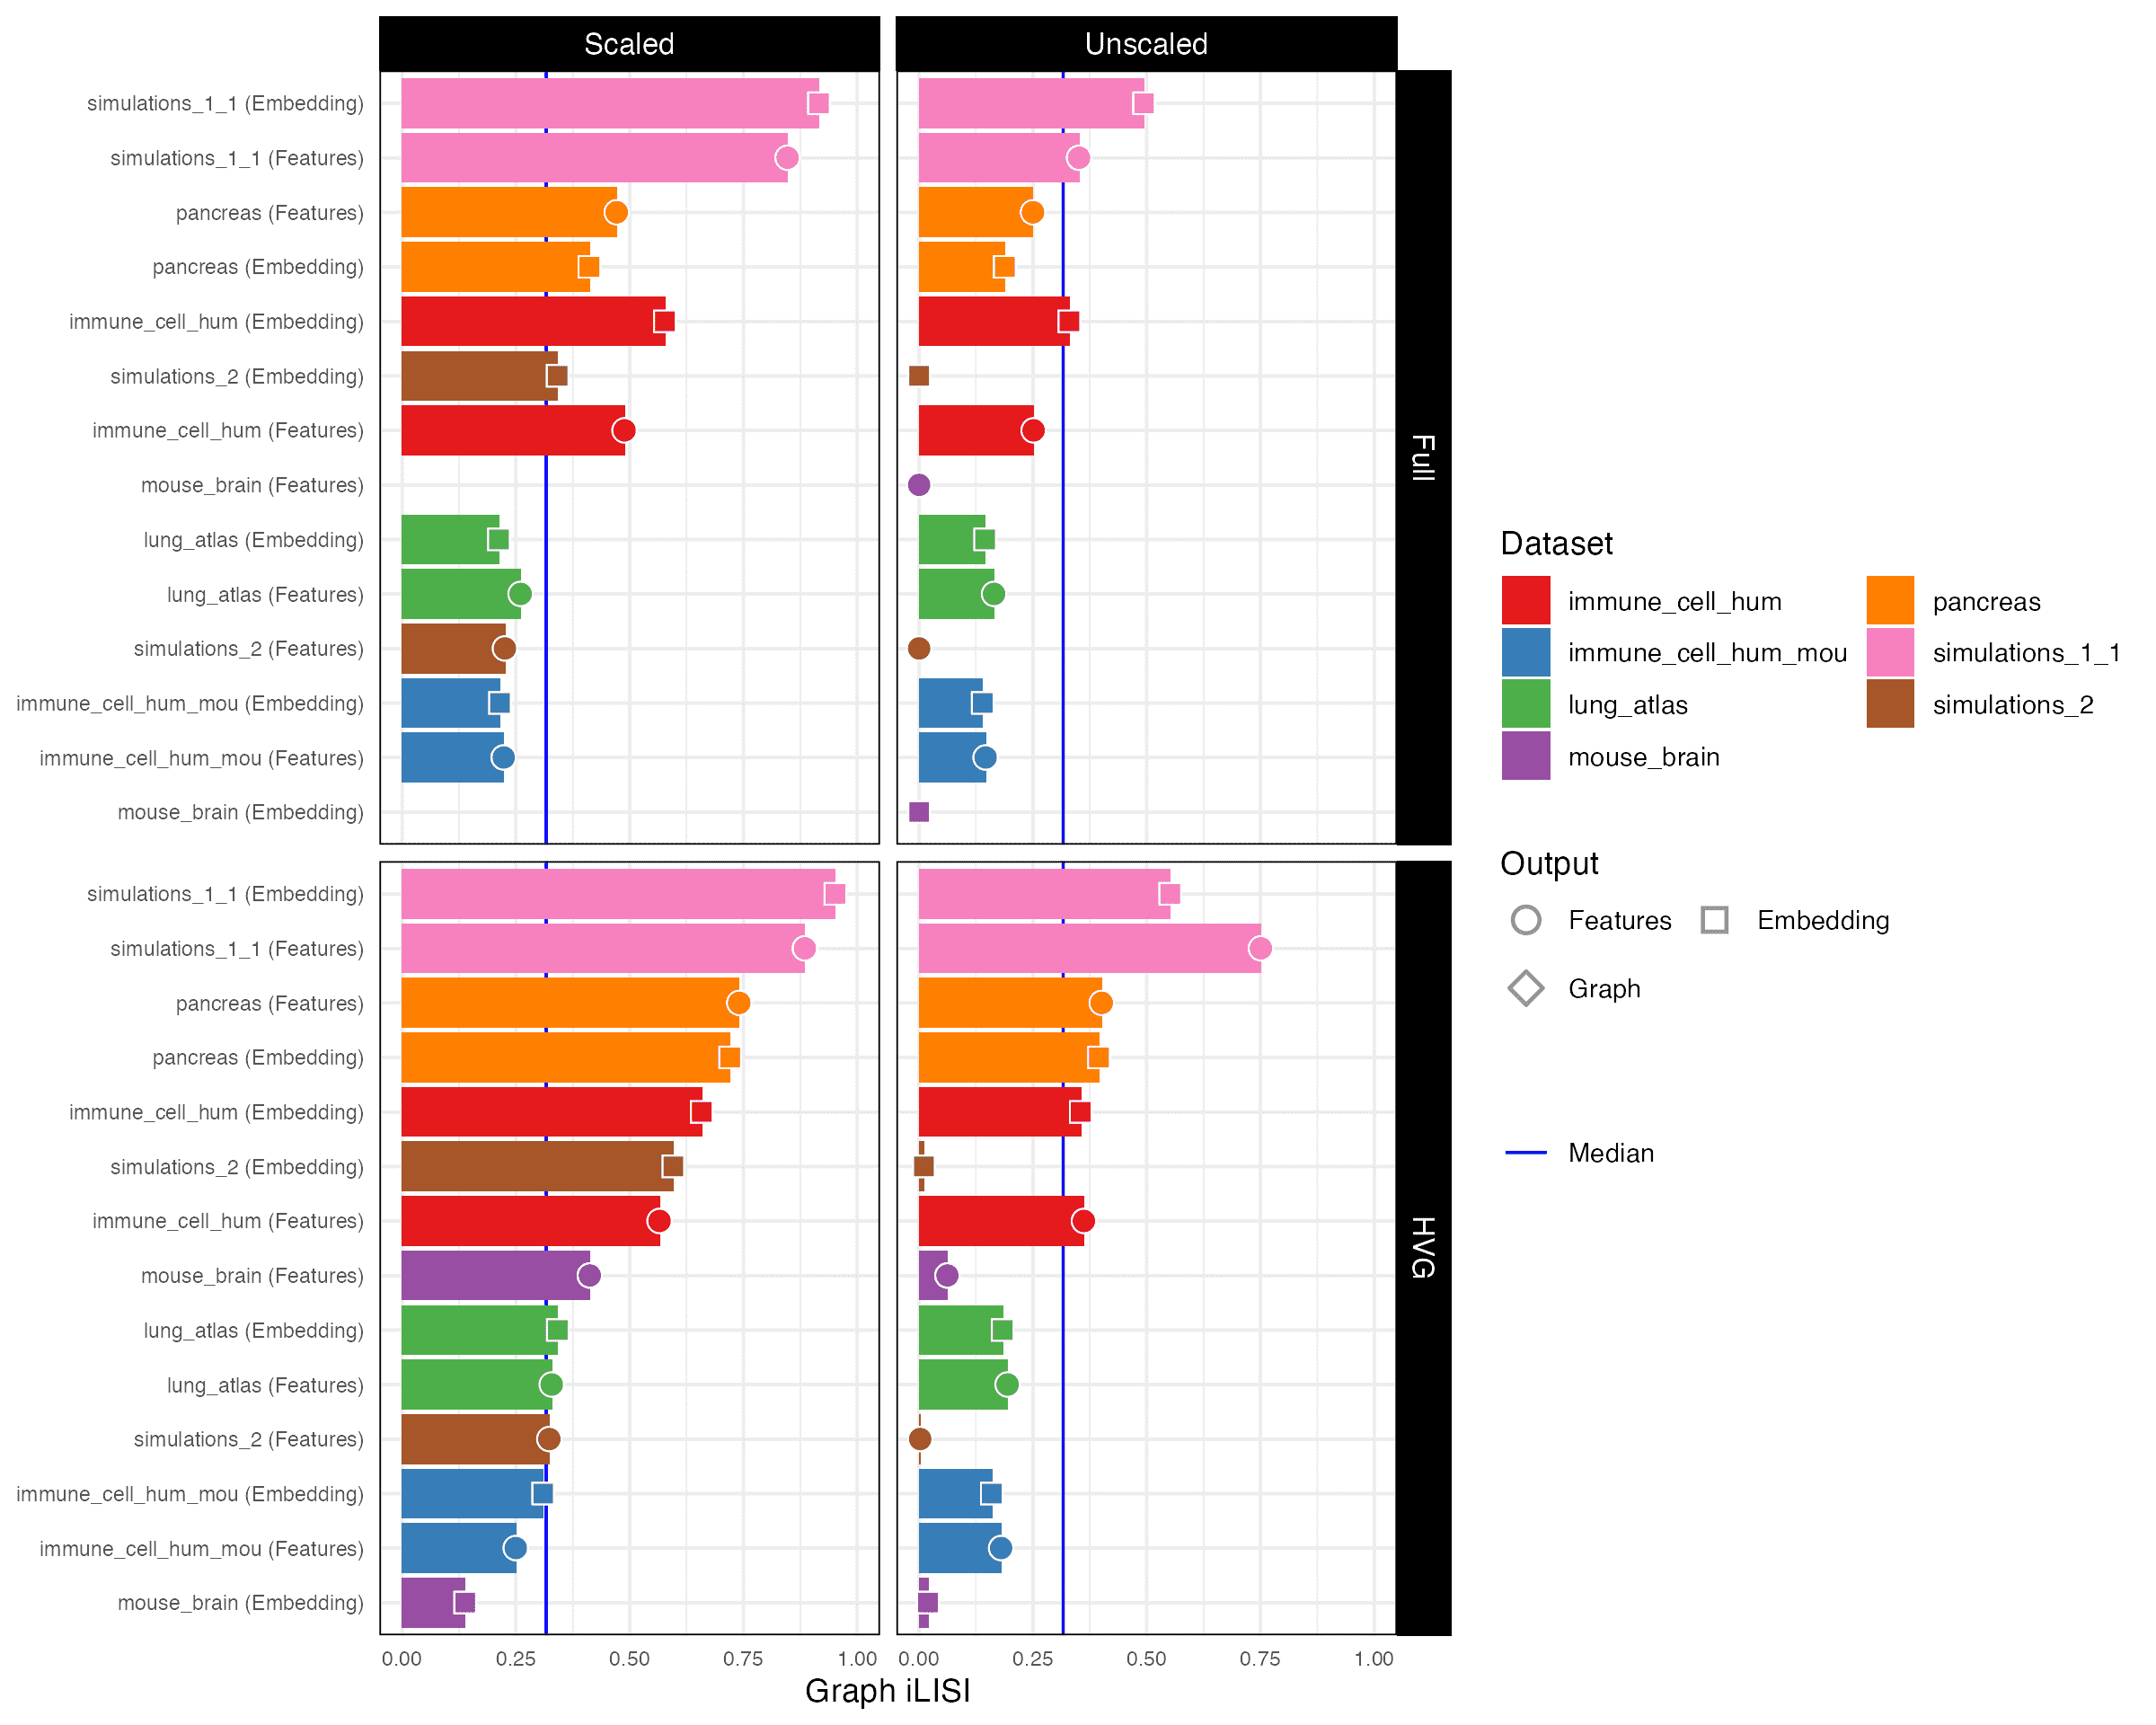 Scaled
Unscaled
simulations_1_1 (Embedding)
simulations_1_1 (Features)
pancreas (Features)
pancreas (Embedding)
immune_cell_hum (Embedding)
simulations_2 (Embedding)
immune_cell_hum (Features)
mouse_brain (Features)
lung_atlas (Embedding)
lung_atlas (Features)
simulations_2 (Features)
immune_cell_hum_mou (Embedding)
immune_cell_hum_mou (Features)
mouse_brain (Embedding)
Full
simulations_1_1 (Embedding)
simulations_1_1 (Features)
pancreas (Features)
pancreas (Embedding)
immune_cell_hum (Embedding)
simulations_2 (Embedding)
immune_cell_hum (Features)
mouse_brain (Features)
lung_atlas (Embedding)
lung_atlas (Features)
simulations_2 (Features)
immune_cell_hum_mou (Embedding)
immune_cell_hum_mou (Features)
mouse_brain (Embedding)
HVG
0.00 0.25 0.50 0.75 1.00
0.00 0.25 0.50 0.75 1.00
Graph iLISI
Dataset
immune_cell_hum
immune_cell_hum_mou
lung_atlas
mouse_brain
pancreas
simulations_1_1
simulations_2
Output
Features
Embedding
Graph
Median